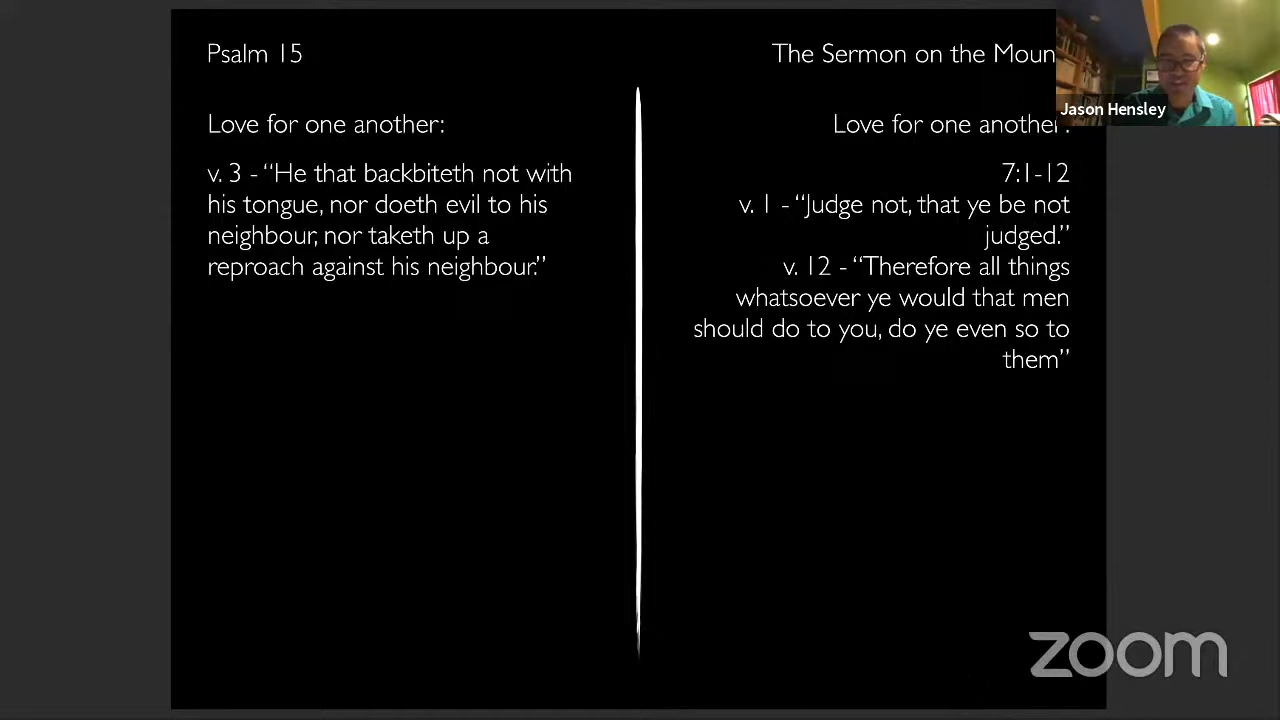 Psalm 15
Love for one another:
v. 3 - “He that backbiteth not with
his tongue, nor doeth evil to his
neighbour, nor taketh up a
reproach against his neighbour.”
The Sermon on the Moun
Love for one another:
7:1-12
v. 1 - “Judge not, that ye be not
judged.”
v. 12 - “Therefore all things
whatsoever ye would that men
should do to you, do ye even so to
them”
Jason Hensley
zoom